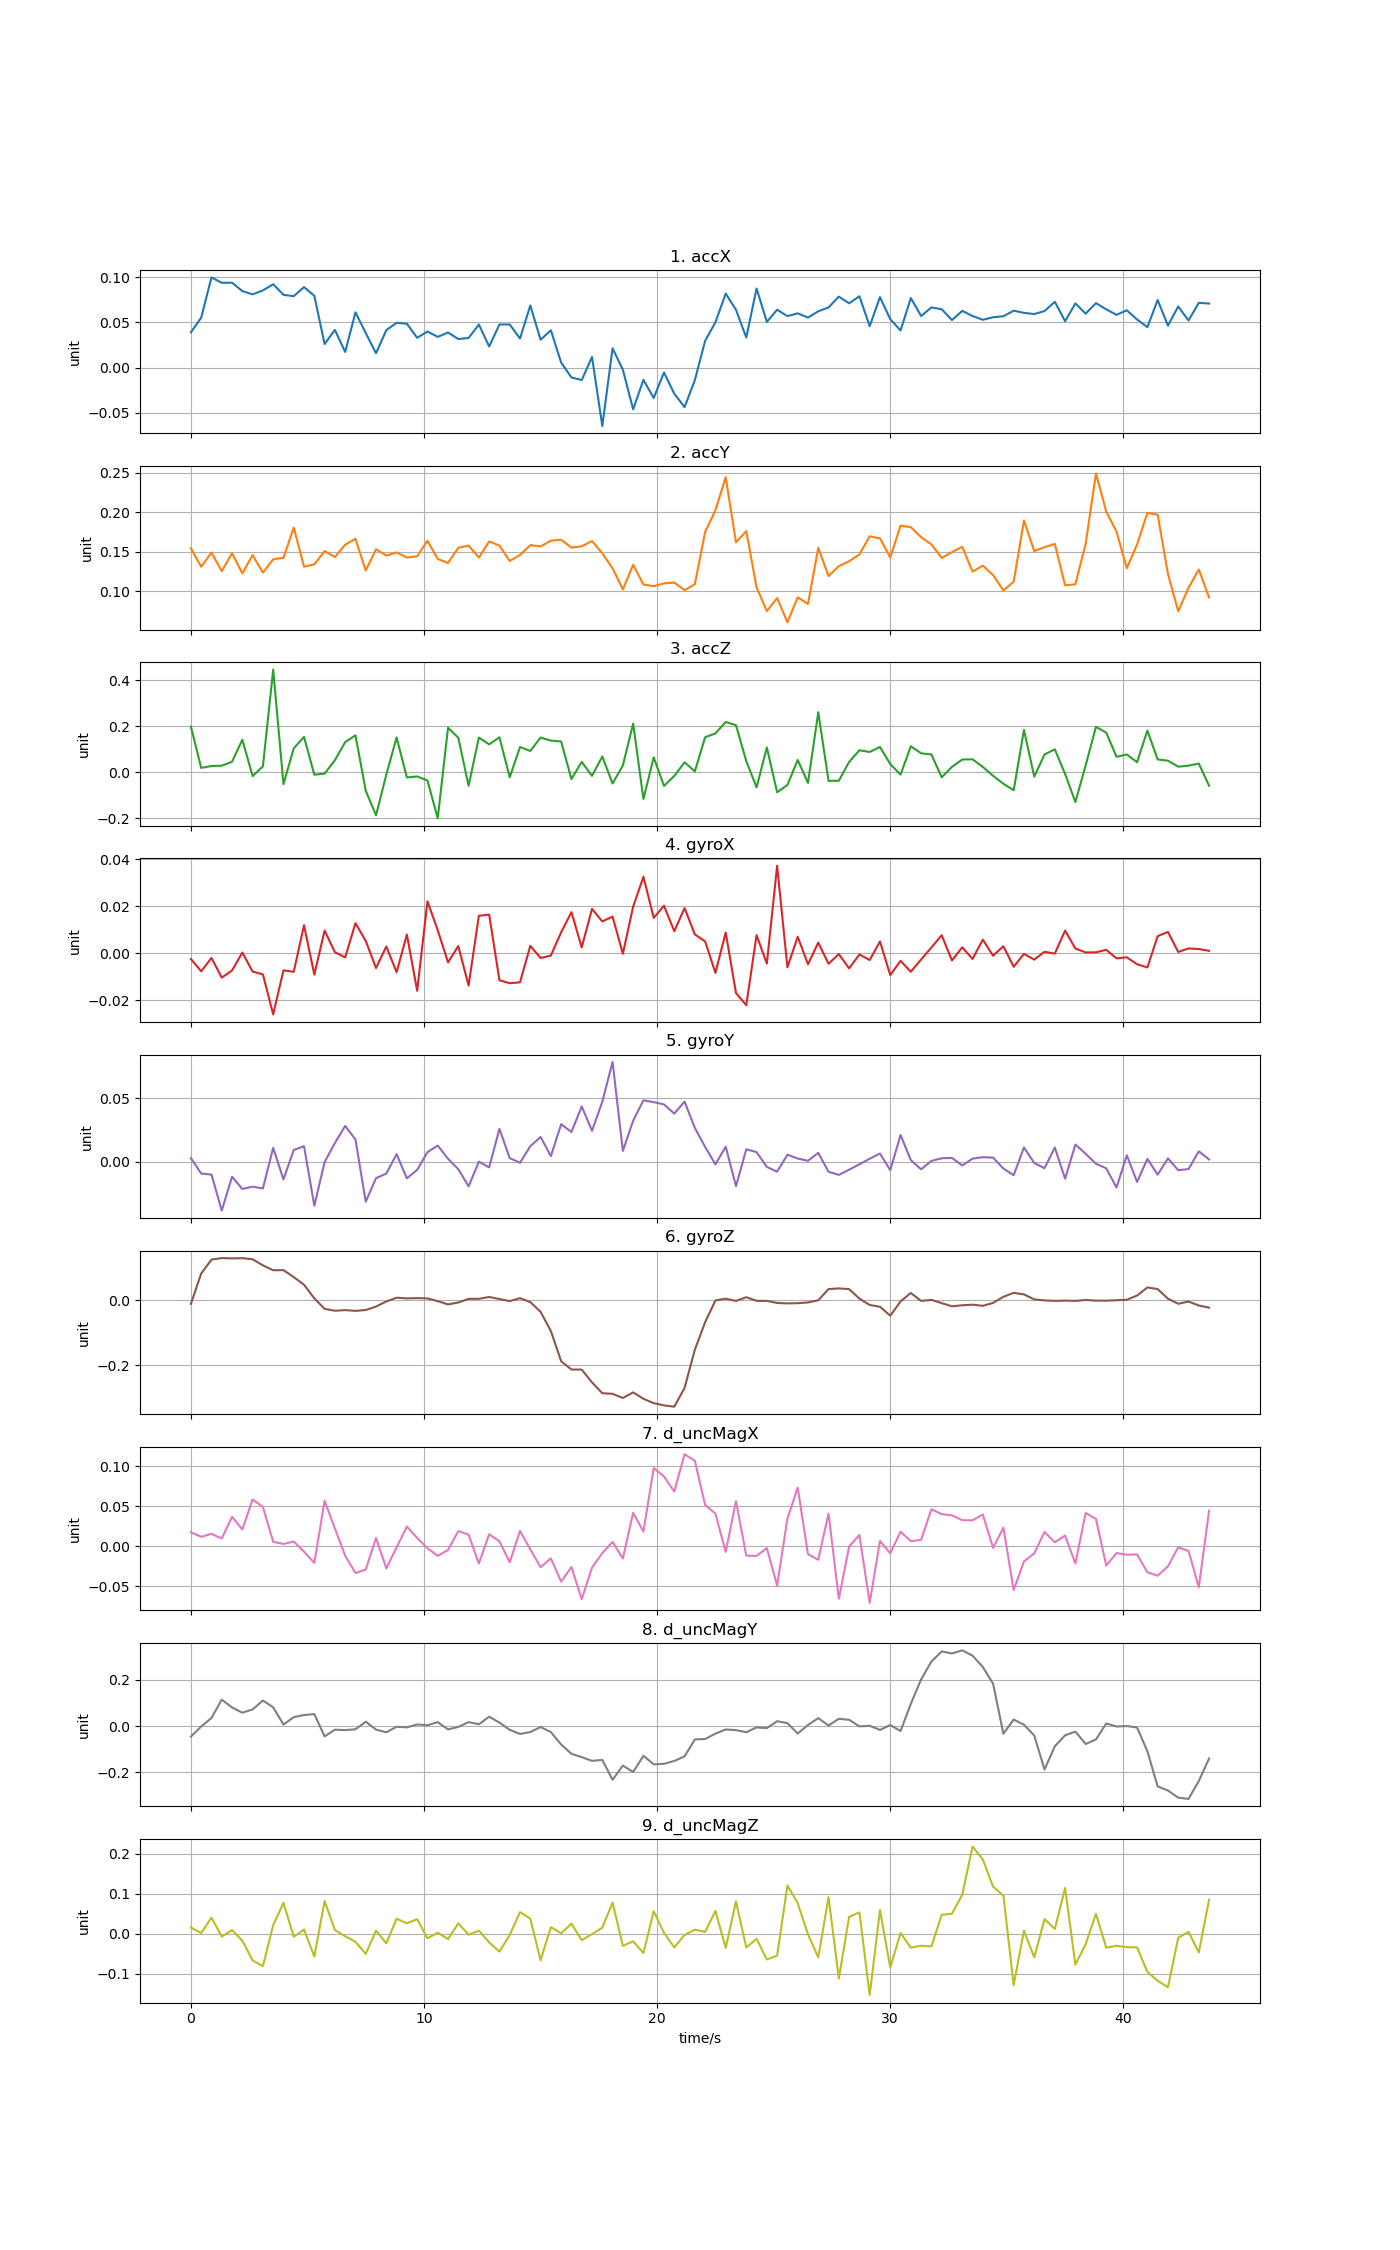 1. accX
0.10
0.05
0.00
−0.05
unit
2. accY
0.25
0.20
0.15
0.10
unit
3. accZ
0.4
0.2
0.0
−0.2
unit
4. gyroX
0.04
0.02
0.00
−0.02
unit
5. gyroY
0.05
0.00
unit
6. gyroZ
0.0
−0.2
unit
7. d_uncMagX
0.10
0.05
0.00
−0.05
unit
8. d_uncMagY
0.2
0.0
−0.2
unit
9. d_uncMagZ
0.2
0.1
0.0
−0.1
unit
0 10 20 30 40
time/s